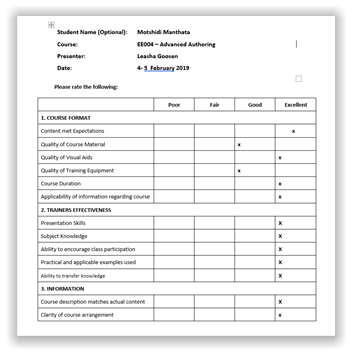 Student Name (Optional): Motshidi Manthata
Course: EE004 – Advanced Authoring
Presenter: Leasha Goosen
Date: 4- 5 February 2019
Please rate the following:
Poor Fair Good Excellent
1. COURSE FORMAT
Content met Expectations x
Quality of Course Material x
Quality of Visual Aids x
Quality of Training Equipment x
Course Duration x
Applicability of information regarding course x
2. TRAINERS EFFECTIVENESS
Presentation Skills X
Subject Knowledge X
Ability to encourage class participation X
Practical and applicable examples used X
Ability to transfer knowledge X
3. INFORMATION
Course description matches actual content X
Clarity of course arrangement x